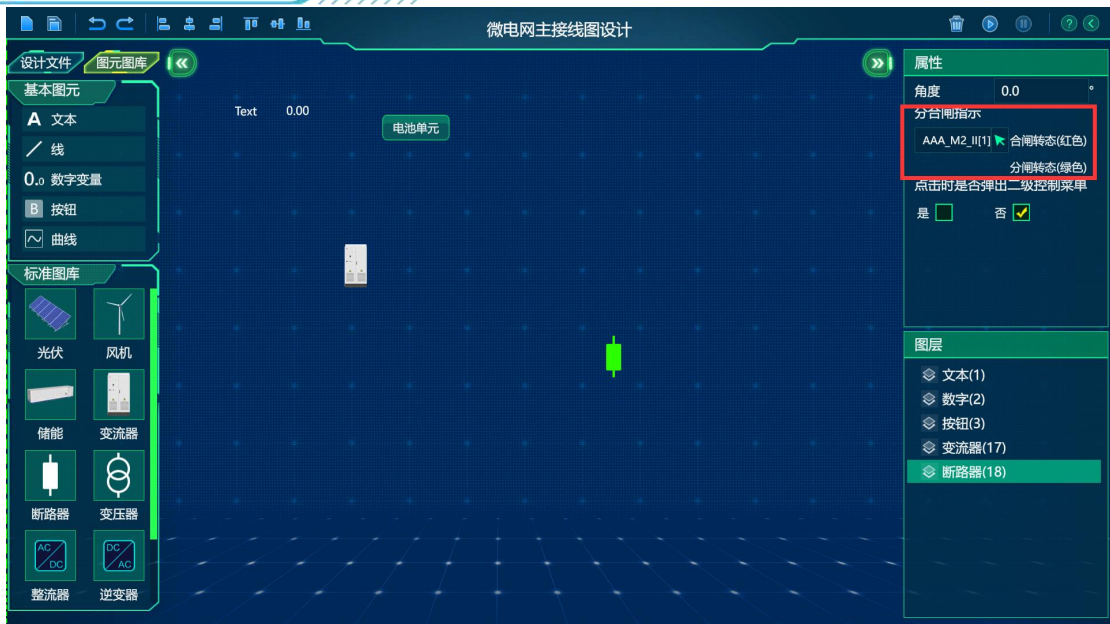 微电网主接线图设计
设计文件 图元图库
基本图元
A 文本
线
0.0 数字变量
B 按钮
曲线
标准图库
光伏 风机
储能 变流器
断路器 变压器
AC DC DC AC
整流器 逆变器
Text 0.00
电池单元
属性
角度 0.0 °
分合闸指示
AAA_M2_II[1] 合闸转态(红色)
分闸转态(绿色)
点击时是否弹出二级控制菜单
是 否
图层
文本(1)
数字(2)
按钮(3)
变流器(17)
断路器(18)